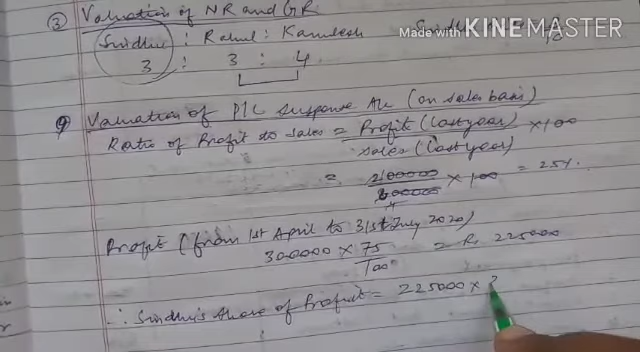 Made with KINEMASTER
③ Valuation of NR and GR
Sindhu : Rahul : Kamlesh
3 : 3 : 4
④ Valuation of P/L Suspense A/c (on sales basis)
Ratio of Profit to Sales = Profit (last year) × 100
Sales (last year)
= 200000 × 100 = 25%
800000
4
Profit (from 1st April to 31st July 2020)
300000 × 75 = Rs 225000
100
∴ Sindhu's share of Profit = 225000 × 3